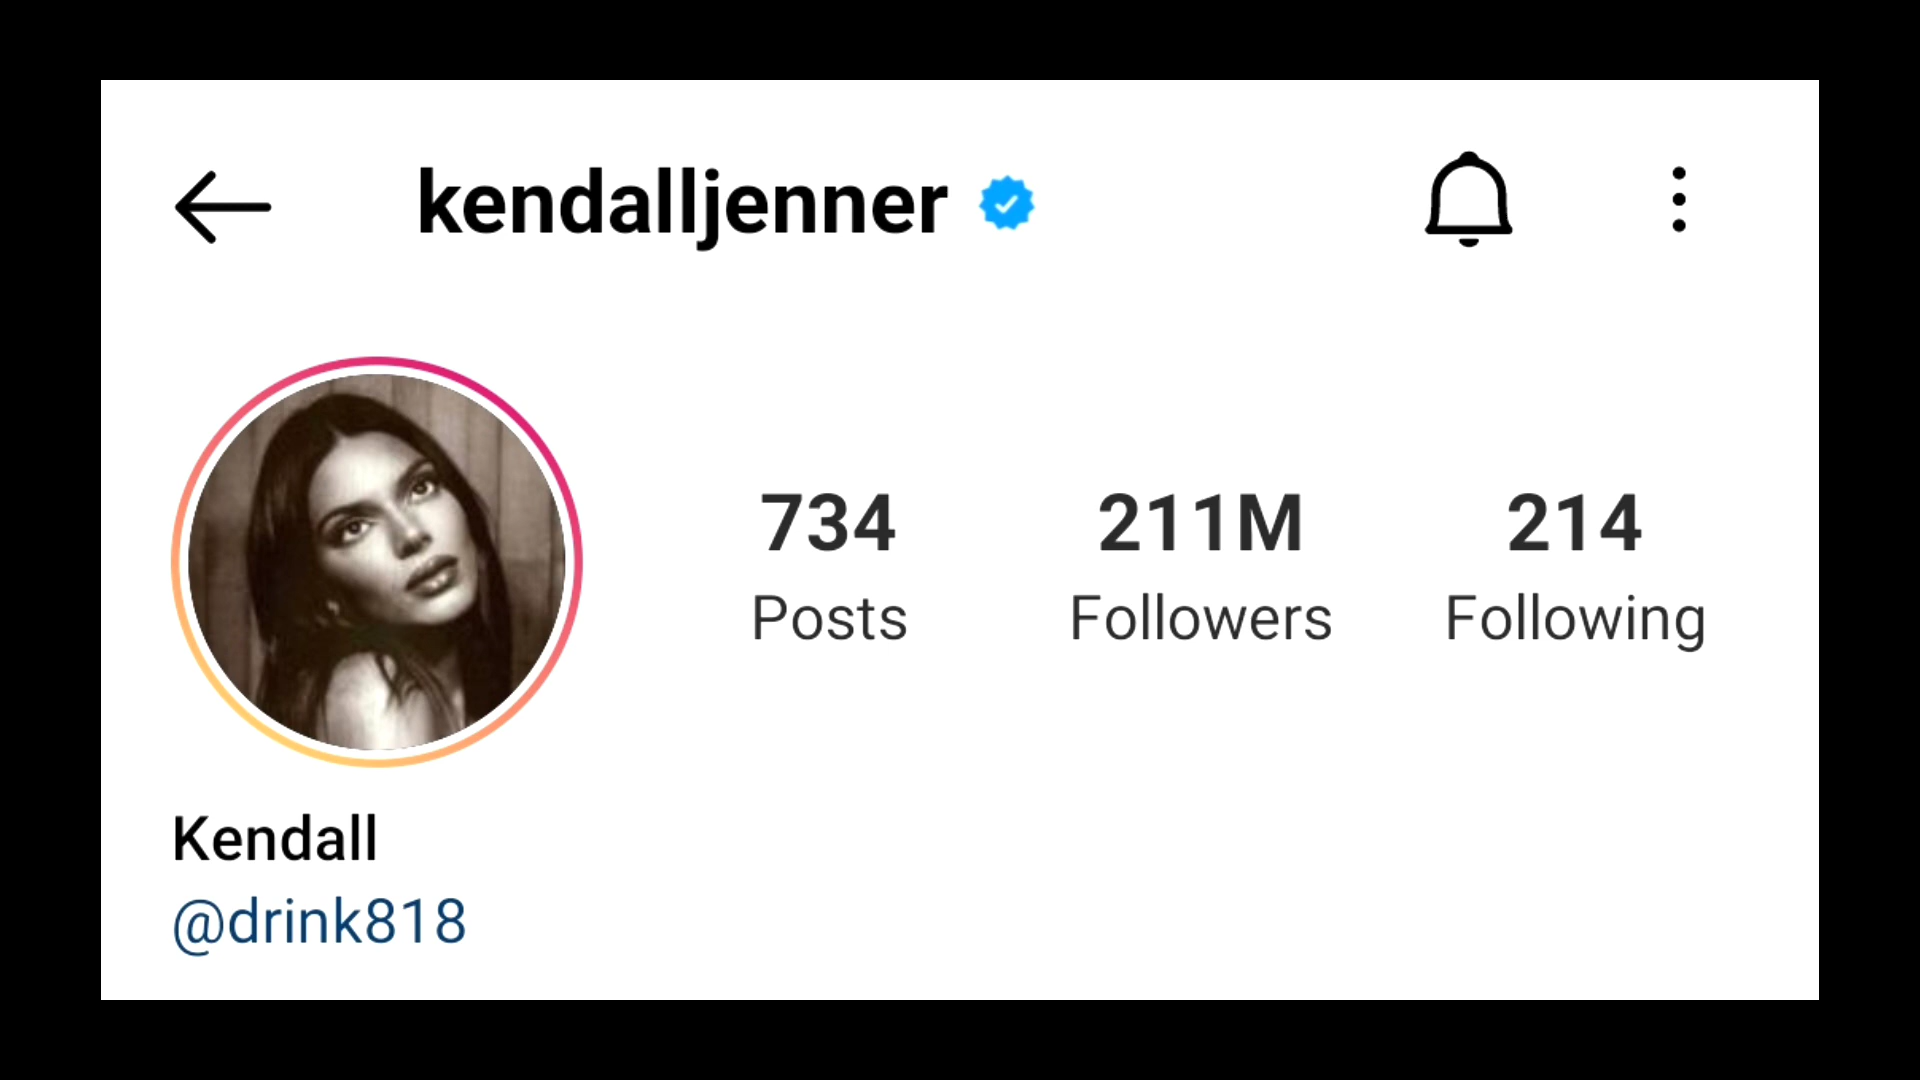 kendalljenner
734 211M 214
Posts Followers Following
Kendall
@drink818